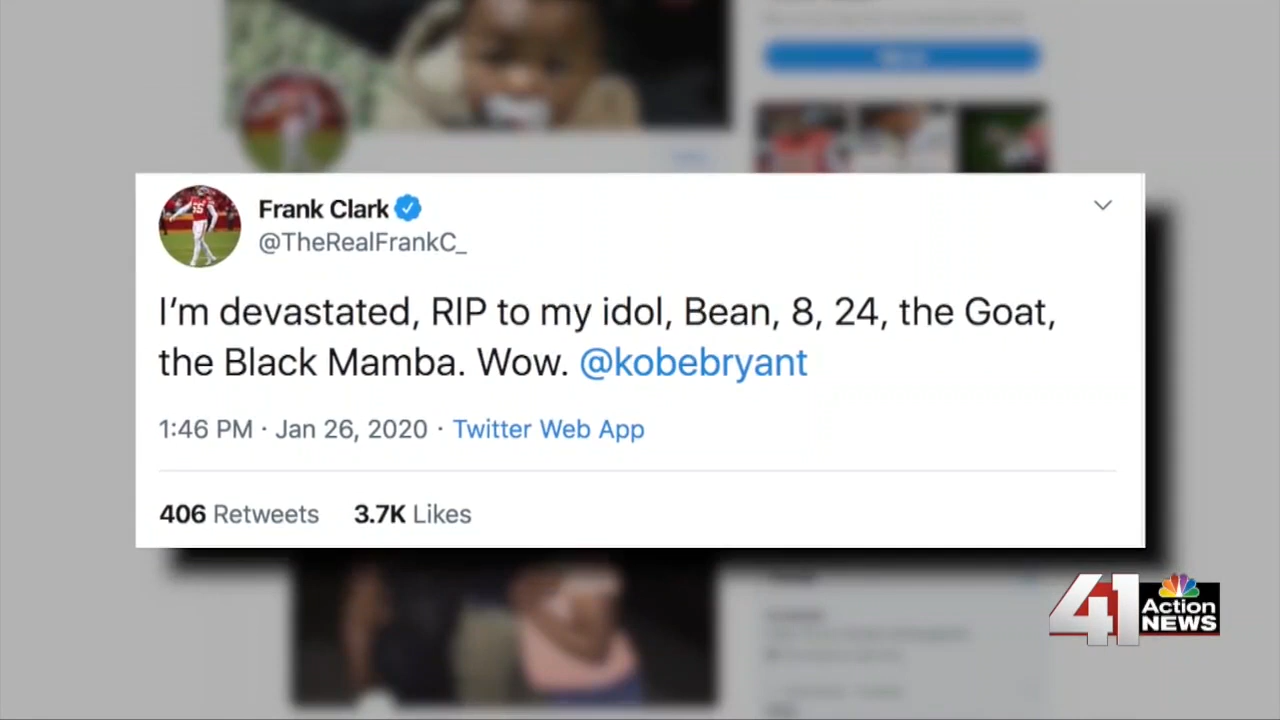 Frank Clark
@TheRealFrankC_
I'm devastated, RIP to my idol, Bean, 8, 24, the Goat,
the Black Mamba. Wow. @kobebryant
1:46 PM · Jan 26, 2020 · Twitter Web App
406 Retweets 3.7K Likes
41 Action
NEWS